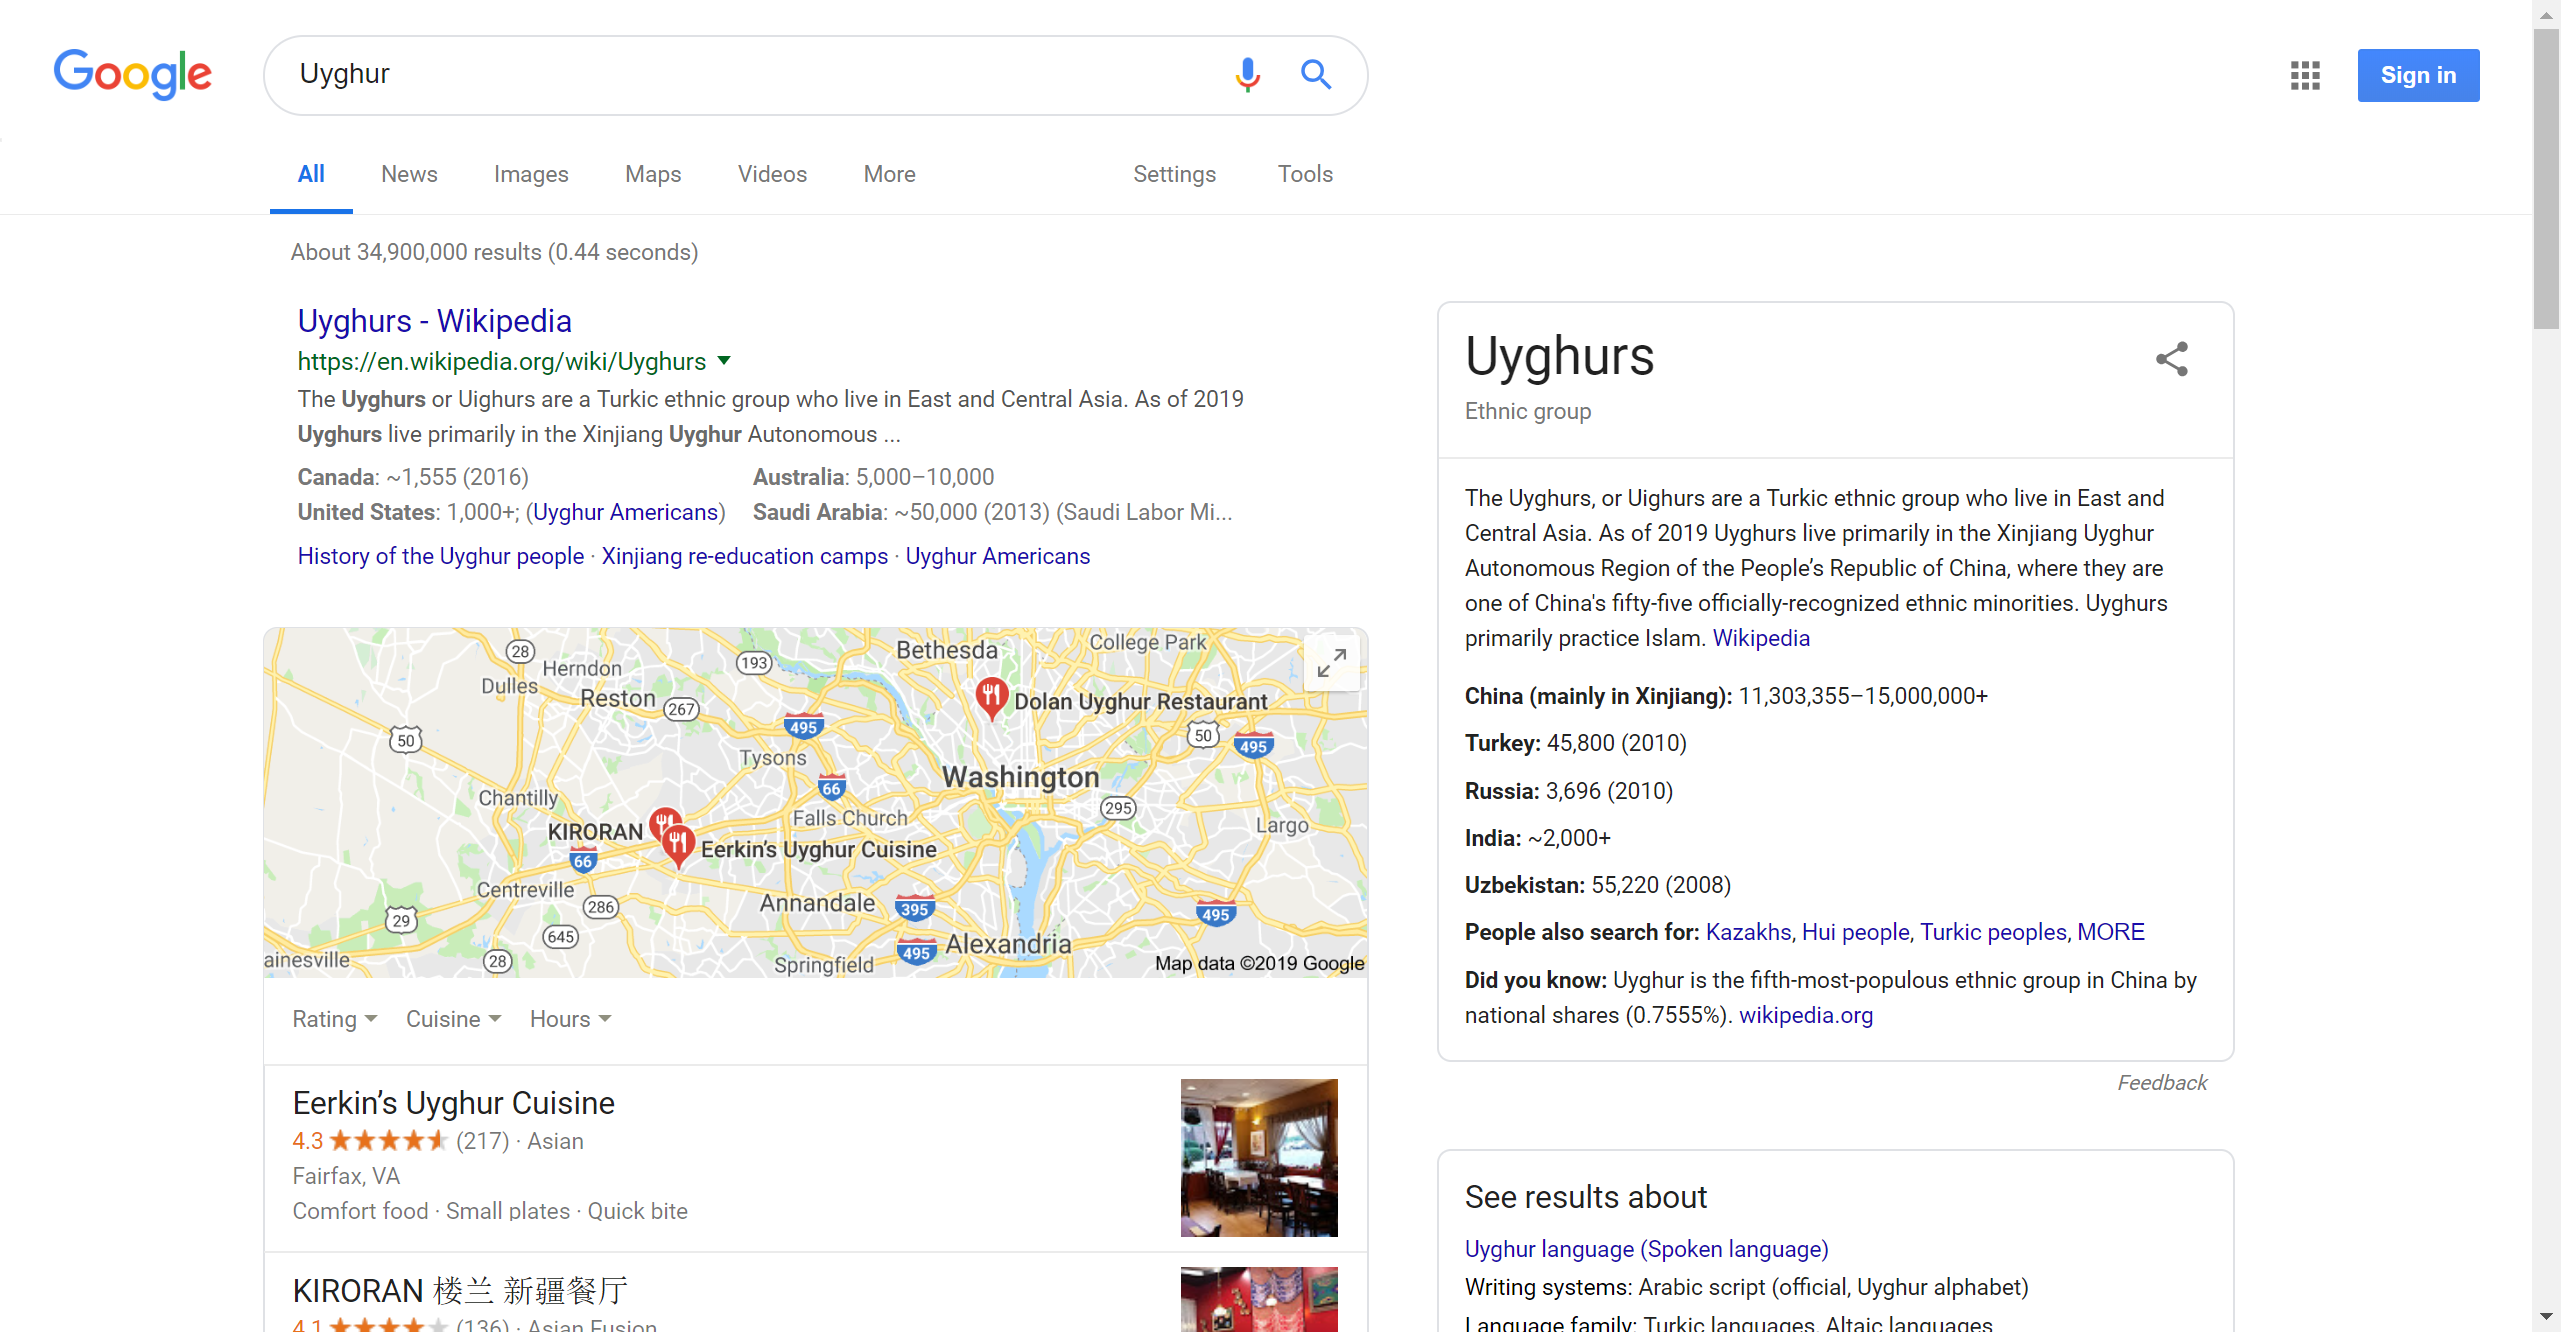 Google
Uyghur
Sign in
All News Images Maps Videos More Settings Tools
About 34,900,000 results (0.44 seconds)
Uyghurs - Wikipedia
https://en.wikipedia.org/wiki/Uyghurs
The Uyghurs or Uighurs are a Turkic ethnic group who live in East and Central Asia. As of 2019
Uyghurs live primarily in the Xinjiang Uyghur Autonomous ...
Canada: ~1,555 (2016) Australia: 5,000–10,000
United States: 1,000+; (Uyghur Americans) Saudi Arabia: ~50,000 (2013) (Saudi Labor Mi...
History of the Uyghur people · Xinjiang re-education camps · Uyghur Americans
28
Herndon
Dulles
Reston
267
193
Bethesda
College Park
Dolan Uyghur Restaurant
50
495
50
495
Tysons
66
Washington
Chantilly
KIRORAN
66
Falls Church
295
Largo
Eerkin's Uyghur Cuisine
Centreville
286
29
645
28
Annandale
395
495
495
Alexandria
ainesville
Springfield
Map data ©2019 Google
Rating Cuisine Hours
Eerkin's Uyghur Cuisine
4.3 (217) · Asian
Fairfax, VA
Comfort food · Small plates · Quick bite
KIRORAN 楼兰 新疆餐厅
4.1 (136) · Asian Fusion
Uyghurs
Ethnic group
The Uyghurs, or Uighurs are a Turkic ethnic group who live in East and
Central Asia. As of 2019 Uyghurs live primarily in the Xinjiang Uyghur
Autonomous Region of the People's Republic of China, where they are
one of China's fifty-five officially-recognized ethnic minorities. Uyghurs
primarily practice Islam. Wikipedia
China (mainly in Xinjiang): 11,303,355–15,000,000+
Turkey: 45,800 (2010)
Russia: 3,696 (2010)
India: ~2,000+
Uzbekistan: 55,220 (2008)
People also search for: Kazakhs, Hui people, Turkic peoples, MORE
Did you know: Uyghur is the fifth-most-populous ethnic group in China by
national shares (0.7555%). wikipedia.org
Feedback
See results about
Uyghur language (Spoken language)
Writing systems: Arabic script (official, Uyghur alphabet)
Language family: Turkic languages, Altaic languages